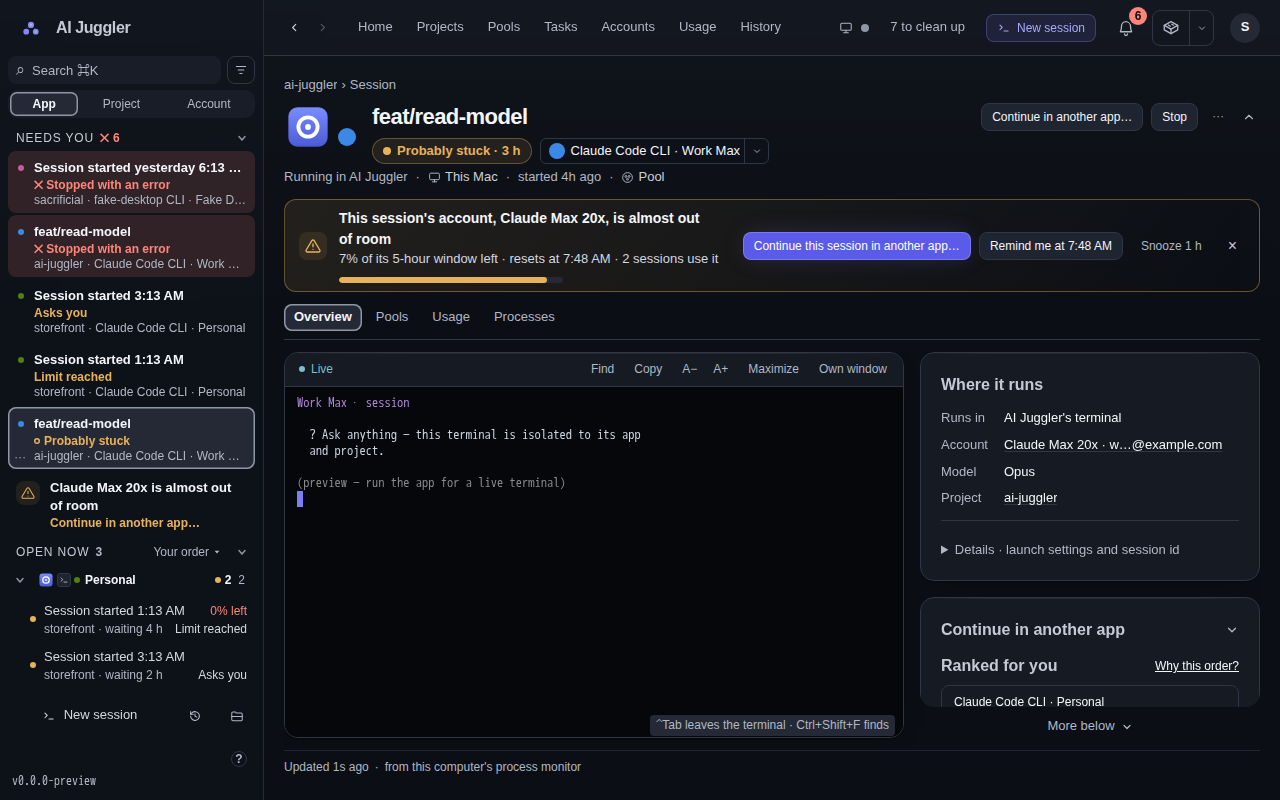 AI Juggler
Search ⌘K
App Project Account
NEEDS YOU 6
Session started yesterday 6:13 …
Stopped with an error
sacrificial · fake-desktop CLI · Fake D…
feat/read-model
Stopped with an error
ai-juggler · Claude Code CLI · Work …
Session started 3:13 AM
Asks you
storefront · Claude Code CLI · Personal
Session started 1:13 AM
Limit reached
storefront · Claude Code CLI · Personal
feat/read-model
Probably stuck
… ai-juggler · Claude Code CLI · Work …
Claude Max 20x is almost out
of room
Continue in another app…
OPEN NOW 3 Your order
Personal 2 2
Session started 1:13 AM 0% left
storefront · waiting 4 h Limit reached
Session started 3:13 AM
storefront · waiting 2 h Asks you
New session
?
v0.0.0-preview
Home Projects Pools Tasks Accounts Usage History
7 to clean up New session 6 S
ai-juggler › Session
feat/read-model
Continue in another app… Stop …
Probably stuck · 3 h Claude Code CLI · Work Max
Running in AI Juggler · This Mac · started 4h ago · Pool
This session's account, Claude Max 20x, is almost out
of room
7% of its 5-hour window left · resets at 7:48 AM · 2 sessions use it
Continue this session in another app… Remind me at 7:48 AM Snooze 1 h ×
Overview Pools Usage Processes
Live Find Copy A− A+ Maximize Own window
Work Max · session
? Ask anything — this terminal is isolated to its app
and project.
(preview — run the app for a live terminal)
^Tab leaves the terminal · Ctrl+Shift+F finds
Where it runs
Runs in AI Juggler's terminal
Account Claude Max 20x · w…@example.com
Model Opus
Project ai-juggler
Details · launch settings and session id
Continue in another app
Ranked for you Why this order?
Claude Code CLI · Personal
More below
Updated 1s ago · from this computer's process monitor